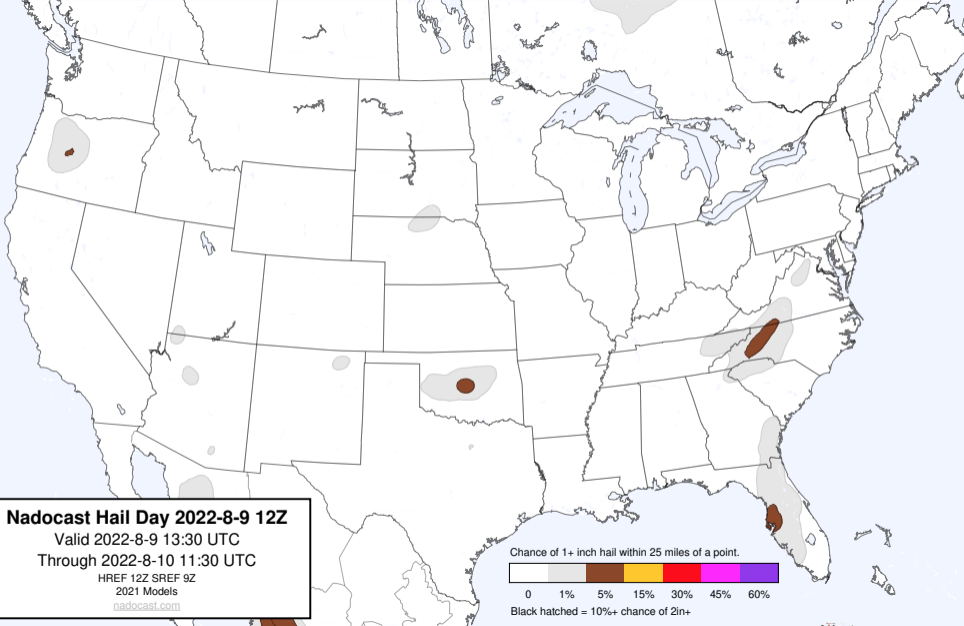 Nadocast Hail Day 2022-8-9 12Z
Valid 2022-8-9 13:30 UTC
Through 2022-8-10 11:30 UTC
HREF 12Z SREF 9Z
2021 Models
nadocast.com
Chance of 1+ inch hail within 25 miles of a point.
0 1% 5% 15% 30% 45% 60%
Black hatched = 10%+ chance of 2in+